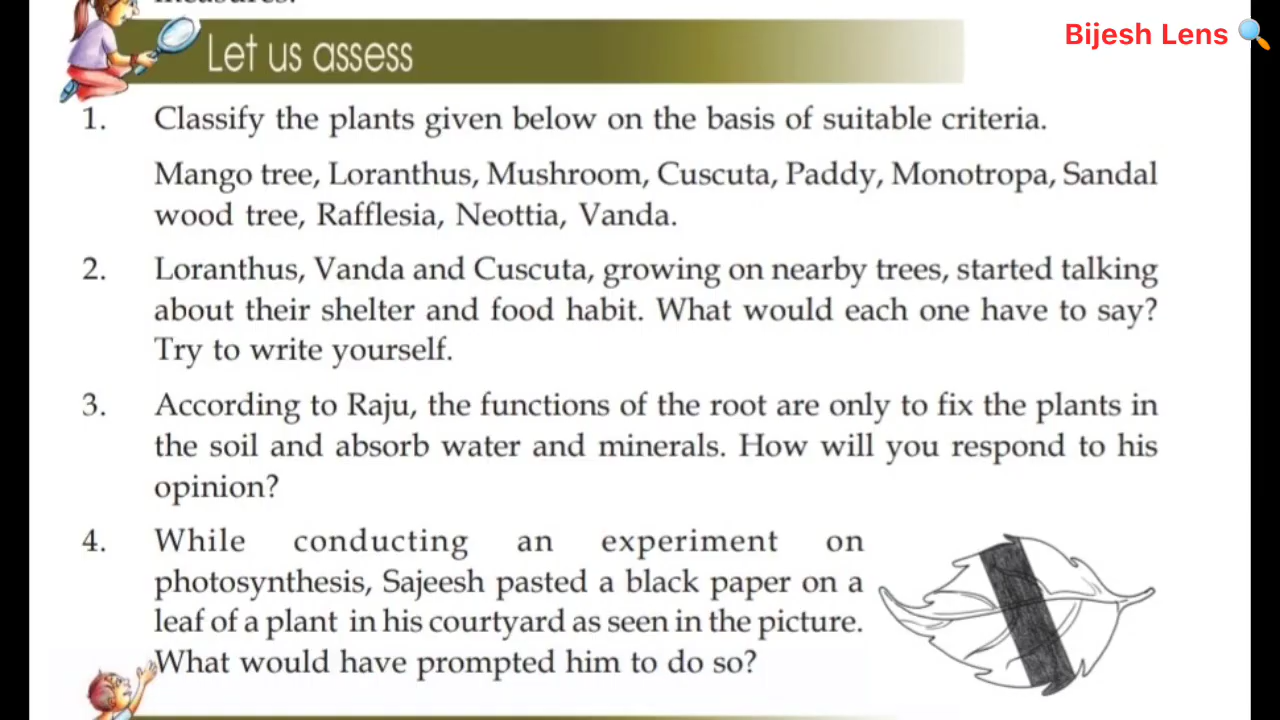 measures.
Bijesh Lens
Let us assess
1. Classify the plants given below on the basis of suitable criteria.
Mango tree, Loranthus, Mushroom, Cuscuta, Paddy, Monotropa, Sandal
wood tree, Rafflesia, Neottia, Vanda.
2. Loranthus, Vanda and Cuscuta, growing on nearby trees, started talking
about their shelter and food habit. What would each one have to say?
Try to write yourself.
3. According to Raju, the functions of the root are only to fix the plants in
the soil and absorb water and minerals. How will you respond to his
opinion?
4. While conducting an experiment on
photosynthesis, Sajeesh pasted a black paper on a
leaf of a plant in his courtyard as seen in the picture.
What would have prompted him to do so?